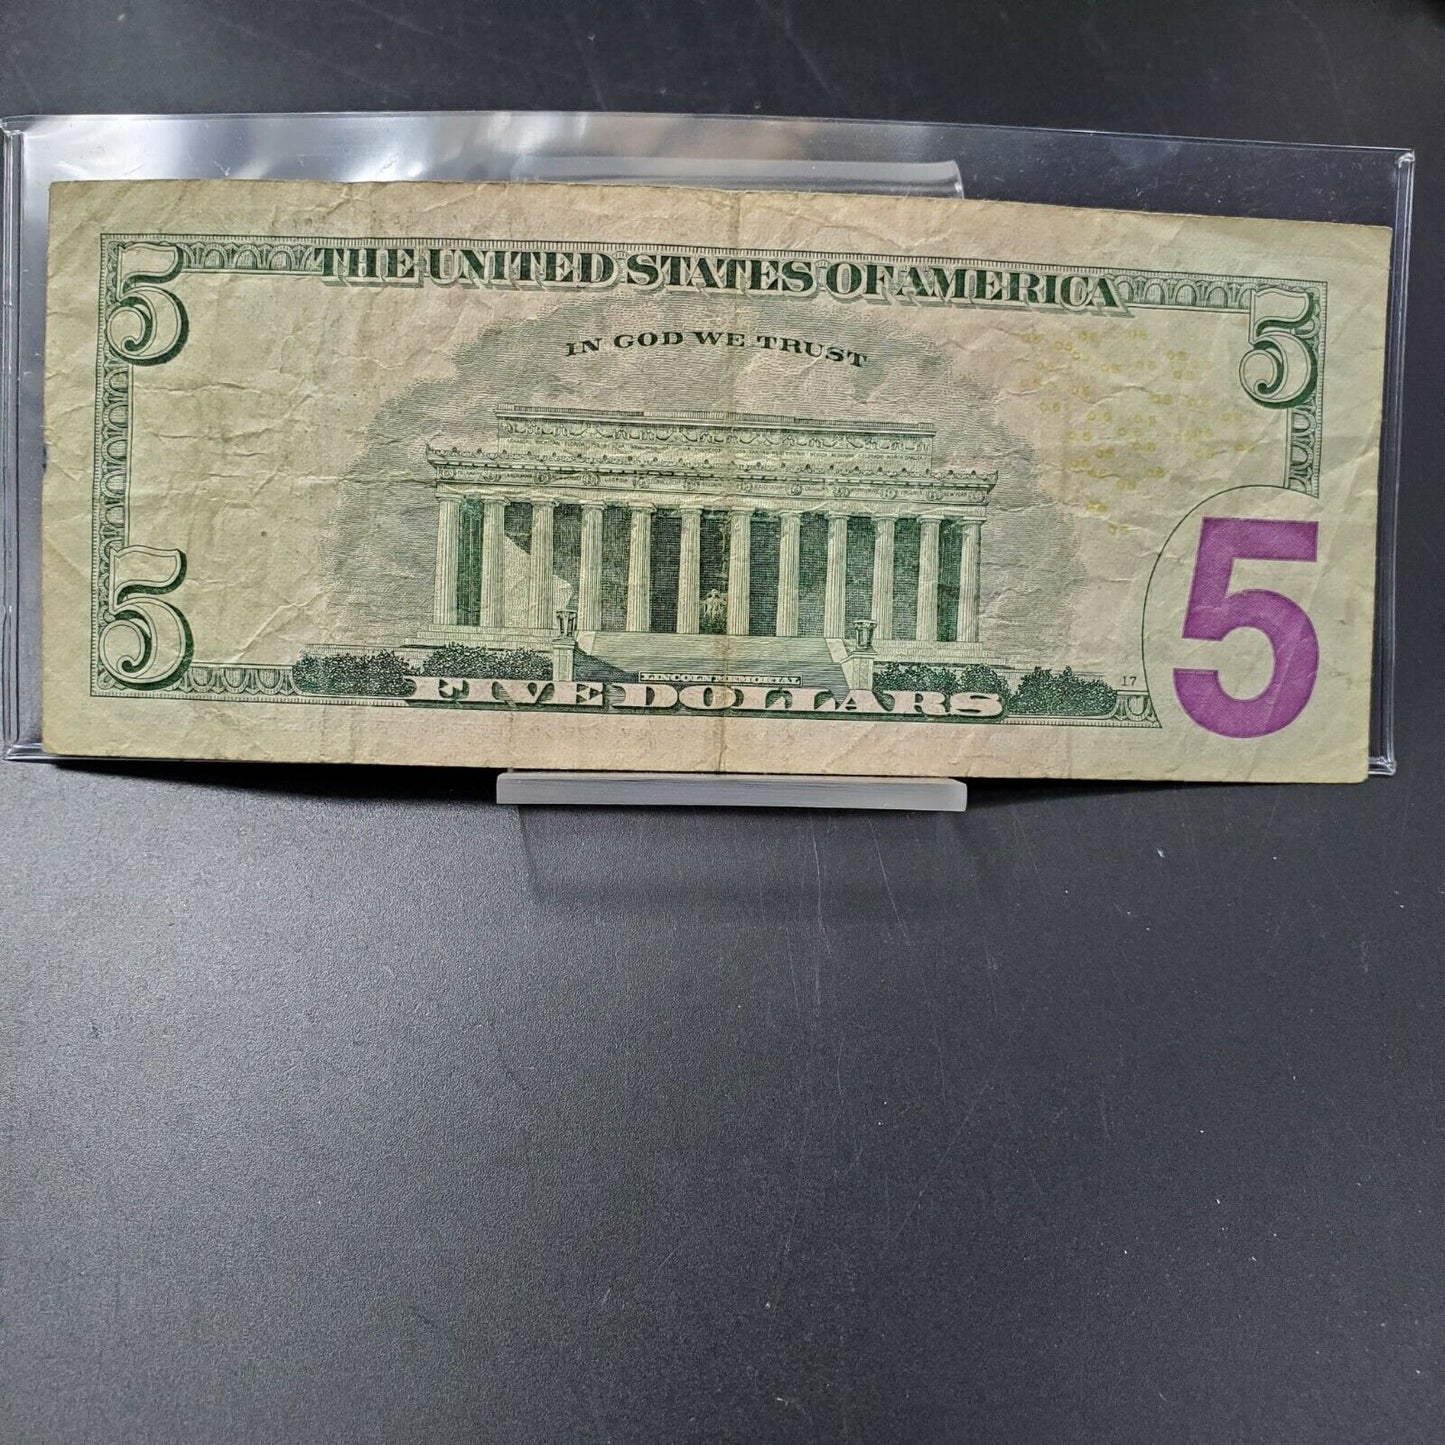 5 THE UNITED STATES OF AMERICA 5
IN GOD WE TRUST
5
LINCOLN MEMORIAL
17
FIVE DOLLARS
5